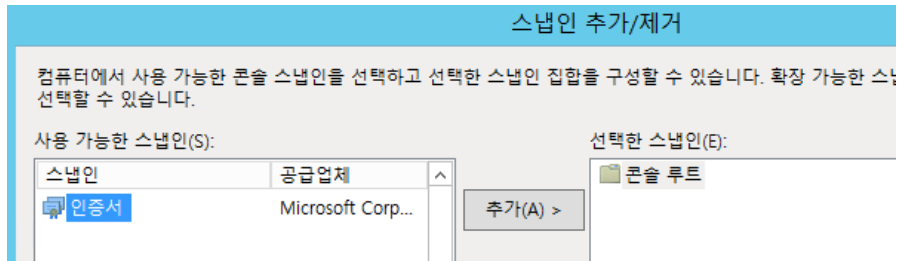 스냅인 추가/제거
컴퓨터에서 사용 가능한 콘솔 스냅인을 선택하고 선택한 스냅인 집합을 구성할 수 있습니다. 확장 가능한
선택할 수 있습니다.
사용 가능한 스냅인(S):
선택한 스냅인(E):
스냅인
공급업체
콘솔 루트
인증서
Microsoft Corp...
추가(A) >